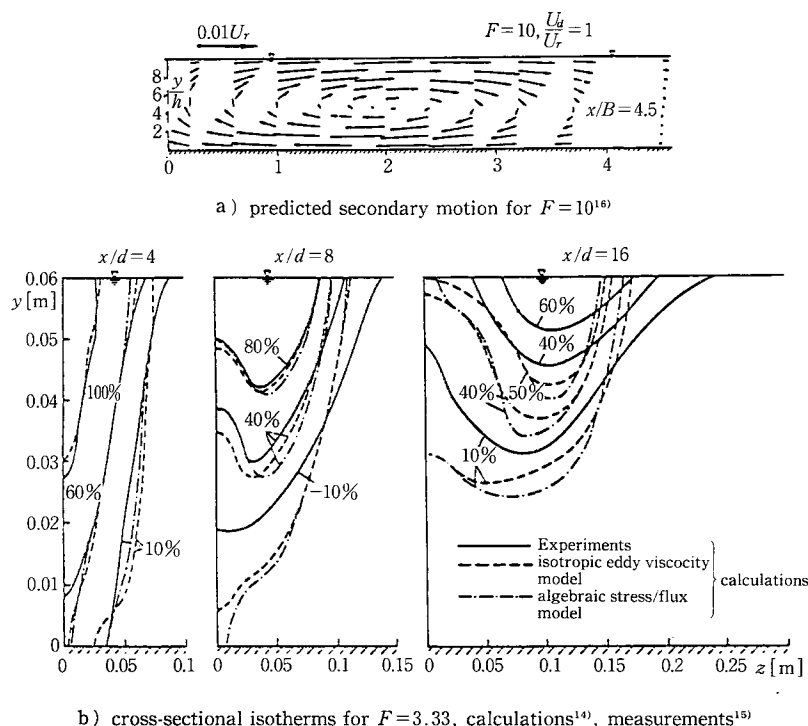 0.01Uᵣ
F=10, U_d/Uᵣ=1
8
6
4
2
y/h
x/B=4.5
0 1 2 3 4
a) predicted secondary motion for F=10¹⁶⁾
x/d=4 x/d=8 x/d=16
0.06
y[m]
0.05
0.04
0.03
0.02
0.01
0
100%
60%
10%
80%
40%
-10%
60%
40%
50%
40%
10%
Experiments
isotropic eddy viscosity
model
algebraic stress/flux
model
calculations
0 0.05 0.1
0 0.05 0.1 0.15
0 0.05 0.1 0.15 0.2 0.25 z[m]
b) cross-sectional isotherms for F=3.33, calculations¹⁴⁾, measurements¹⁵⁾